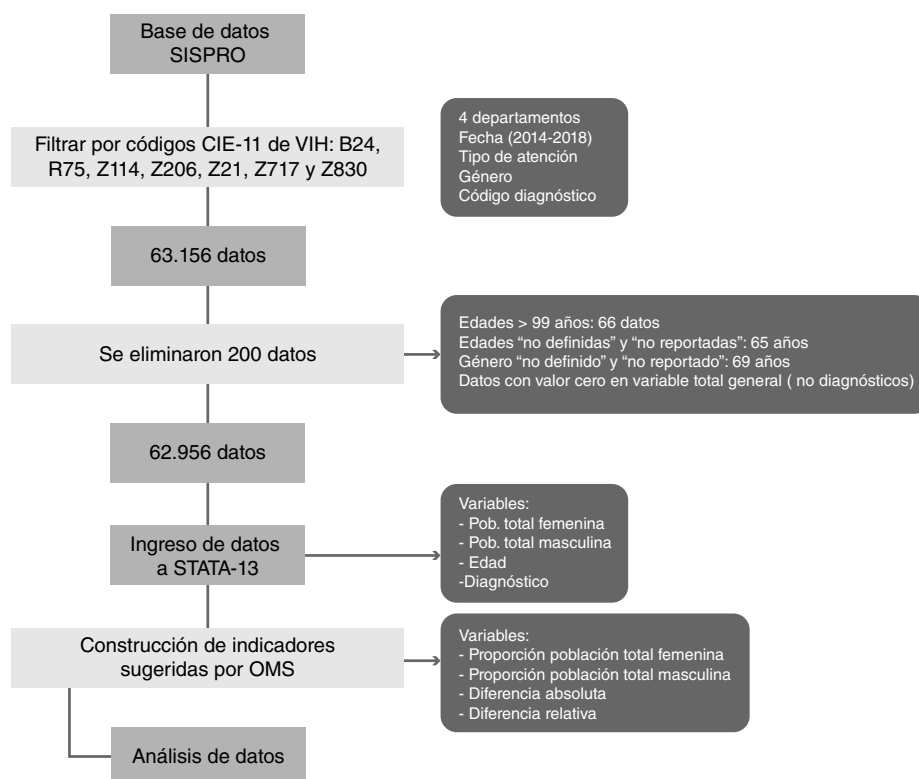 Base de datos
SISPRO
Filtrar por códigos CIE-11 de VIH: B24,
R75, Z114, Z206, Z21, Z717 y Z830
4 departamentos
Fecha (2014-2018)
Tipo de atención
Género
Código diagnóstico
63.156 datos
Se eliminaron 200 datos
Edades > 99 años: 66 datos
Edades “no definidas” y “no reportadas”: 65 años
Género “no definido” y “no reportado”: 69 años
Datos con valor cero en variable total general ( no diagnósticos)
62.956 datos
Ingreso de datos
a STATA-13
Variables:
- Pob. total femenina
- Pob. total masculina
- Edad
-Diagnóstico
Construcción de indicadores
sugeridas por OMS
Variables:
- Proporción población total femenina
- Proporción población total masculina
- Diferencia absoluta
- Diferencia relativa
Análisis de datos